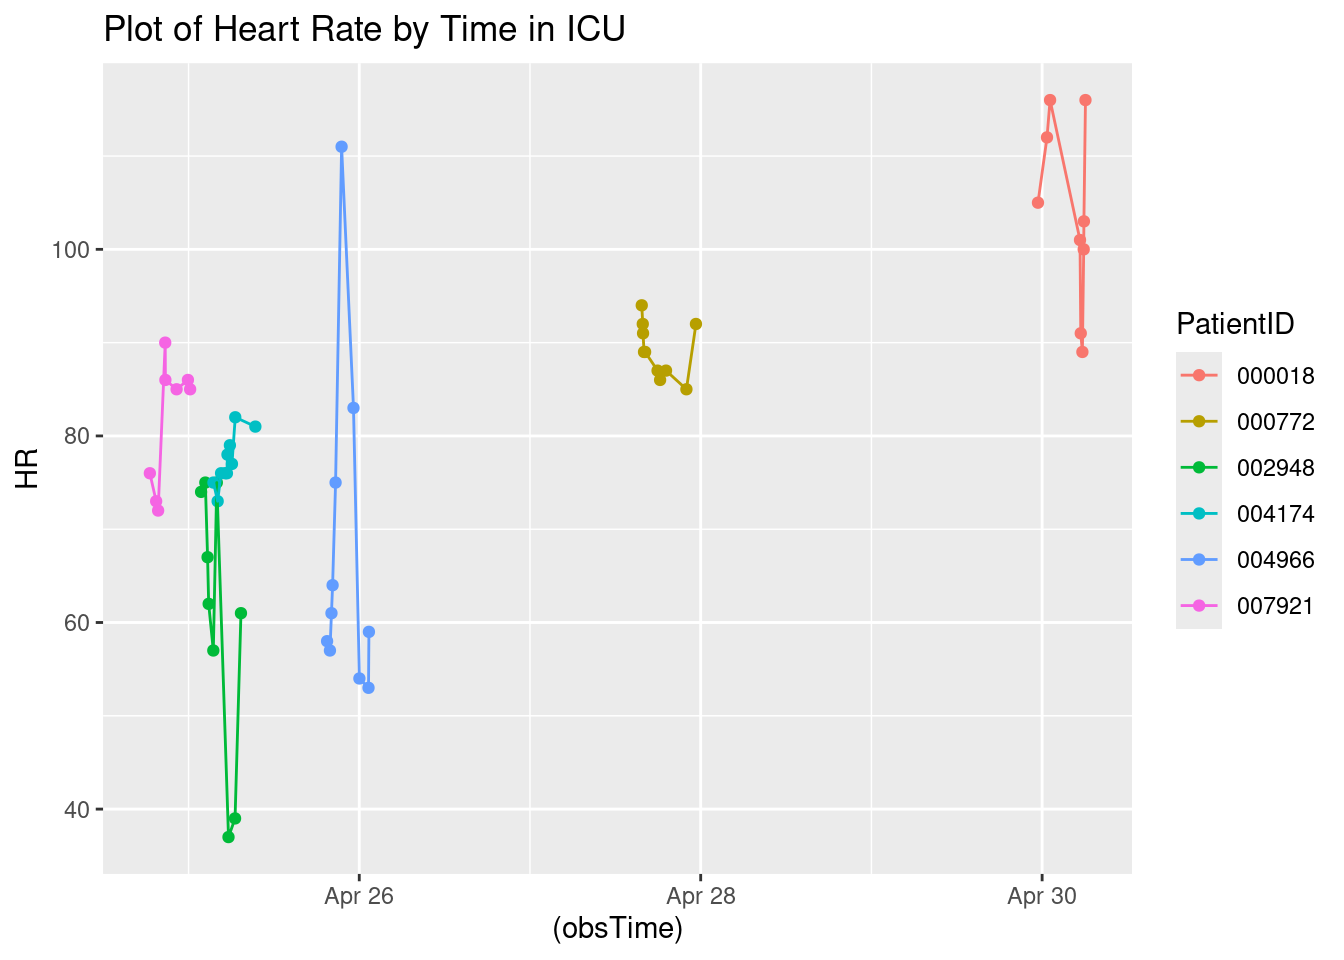 Plot of Heart Rate by Time in ICU
HR
100
80
60
40
Apr 26
Apr 28
Apr 30
(obsTime)
PatientID
000018
000772
002948
004174
004966
007921